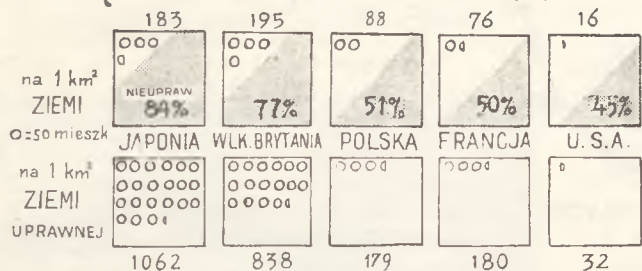 183 195 88 76 16
na 1 km²
ZIEMI
O=50 mieszk
NIEUPRAW
84% 77% 51% 50% 45%
JAPONIA WLK. BRYTANIA POLSKA FRANCJA U.S.A.
na 1 km²
ZIEMI
UPRAWNEJ
1062 838 179 180 32